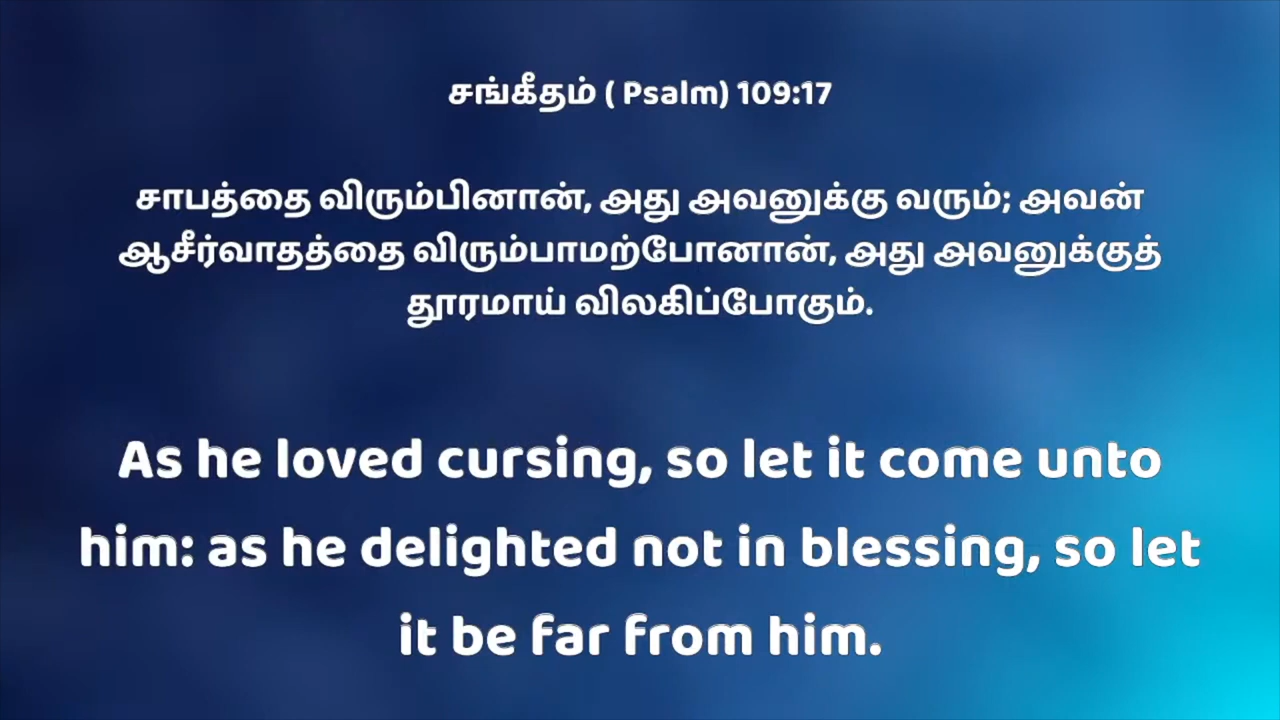 சங்கீதம் ( Psalm) 109:17
சாபத்தை விரும்பினான், அது அவனுக்கு வரும்; அவன்
ஆசீர்வாதத்தை விரும்பாமற்போனான், அது அவனுக்குத்
தூரமாய் விலகிப்போகும்.
As he loved cursing, so let it come unto
him: as he delighted not in blessing, so let
it be far from him.